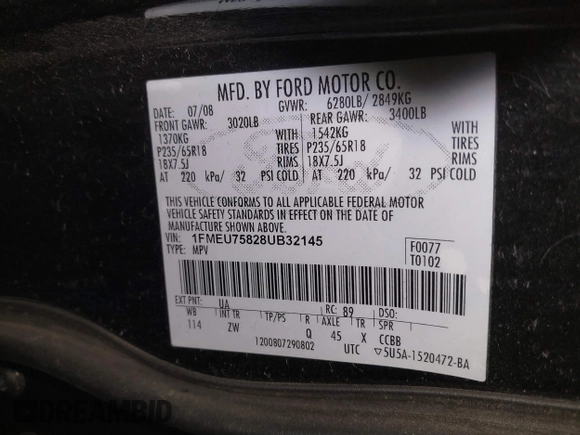 MFD. BY FORD MOTOR CO.
DATE: 07/08 GVWR: 6280LB/ 2849KG
FRONT GAWR: 3020LB REAR GAWR: 3400LB
1370KG WITH 1542KG WITH
P235/65R18 TIRES P235/65R18 TIRES
18X7.5J RIMS 18X7.5J RIMS
AT 220 kPa/ 32 PSI COLD AT 220 kPa/ 32 PSI COLD
THIS VEHICLE CONFORMS TO ALL APPLICABLE FEDERAL MOTOR
VEHICLE SAFETY STANDARDS IN EFFECT ON THE DATE OF
MANUFACTURE SHOWN ABOVE.
VIN: 1FMEU75828UB32145 F0077
TYPE: MPV T0102
EXT PNT: UA RC: 89 DSO:
WB INT TR TP/PS R AXLE TR SPR
114 ZW Q 45 X CCBB
1200807290802 UTC ▽5U5A-1520472-BA
DREAMBID